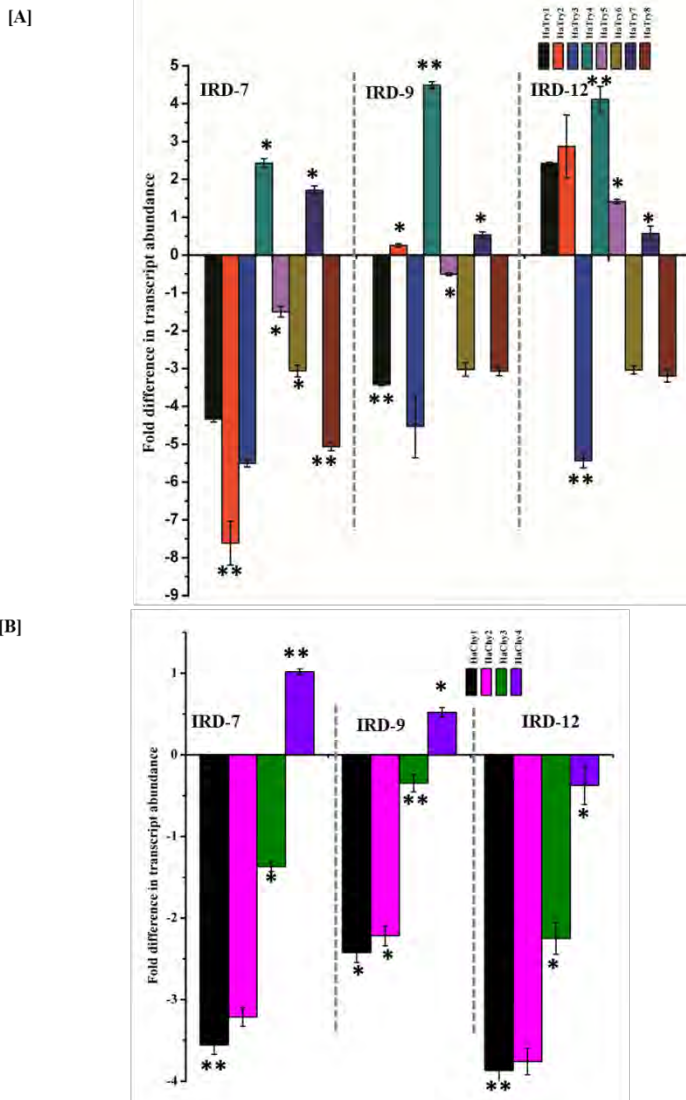 [A]
HaTry1
HaTry2
HaTry3
HaTry4
HaTry5
HaTry6
HaTry7
HaTry8
IRD-7
IRD-9
IRD-12
Fold difference in transcript abundance
5
4
3
2
1
0
-1
-2
-3
-4
-5
-6
-7
-8
-9
**
*
*
*
*
**
**
*
**
*
*
**
*
*
**
[B]
HaChy1
HaChy2
HaChy3
HaChy4
IRD-7
IRD-9
IRD-12
Fold difference in transcript abundance
1
0
-1
-2
-3
-4
**
*
**
*
*
**
*
*
*
**